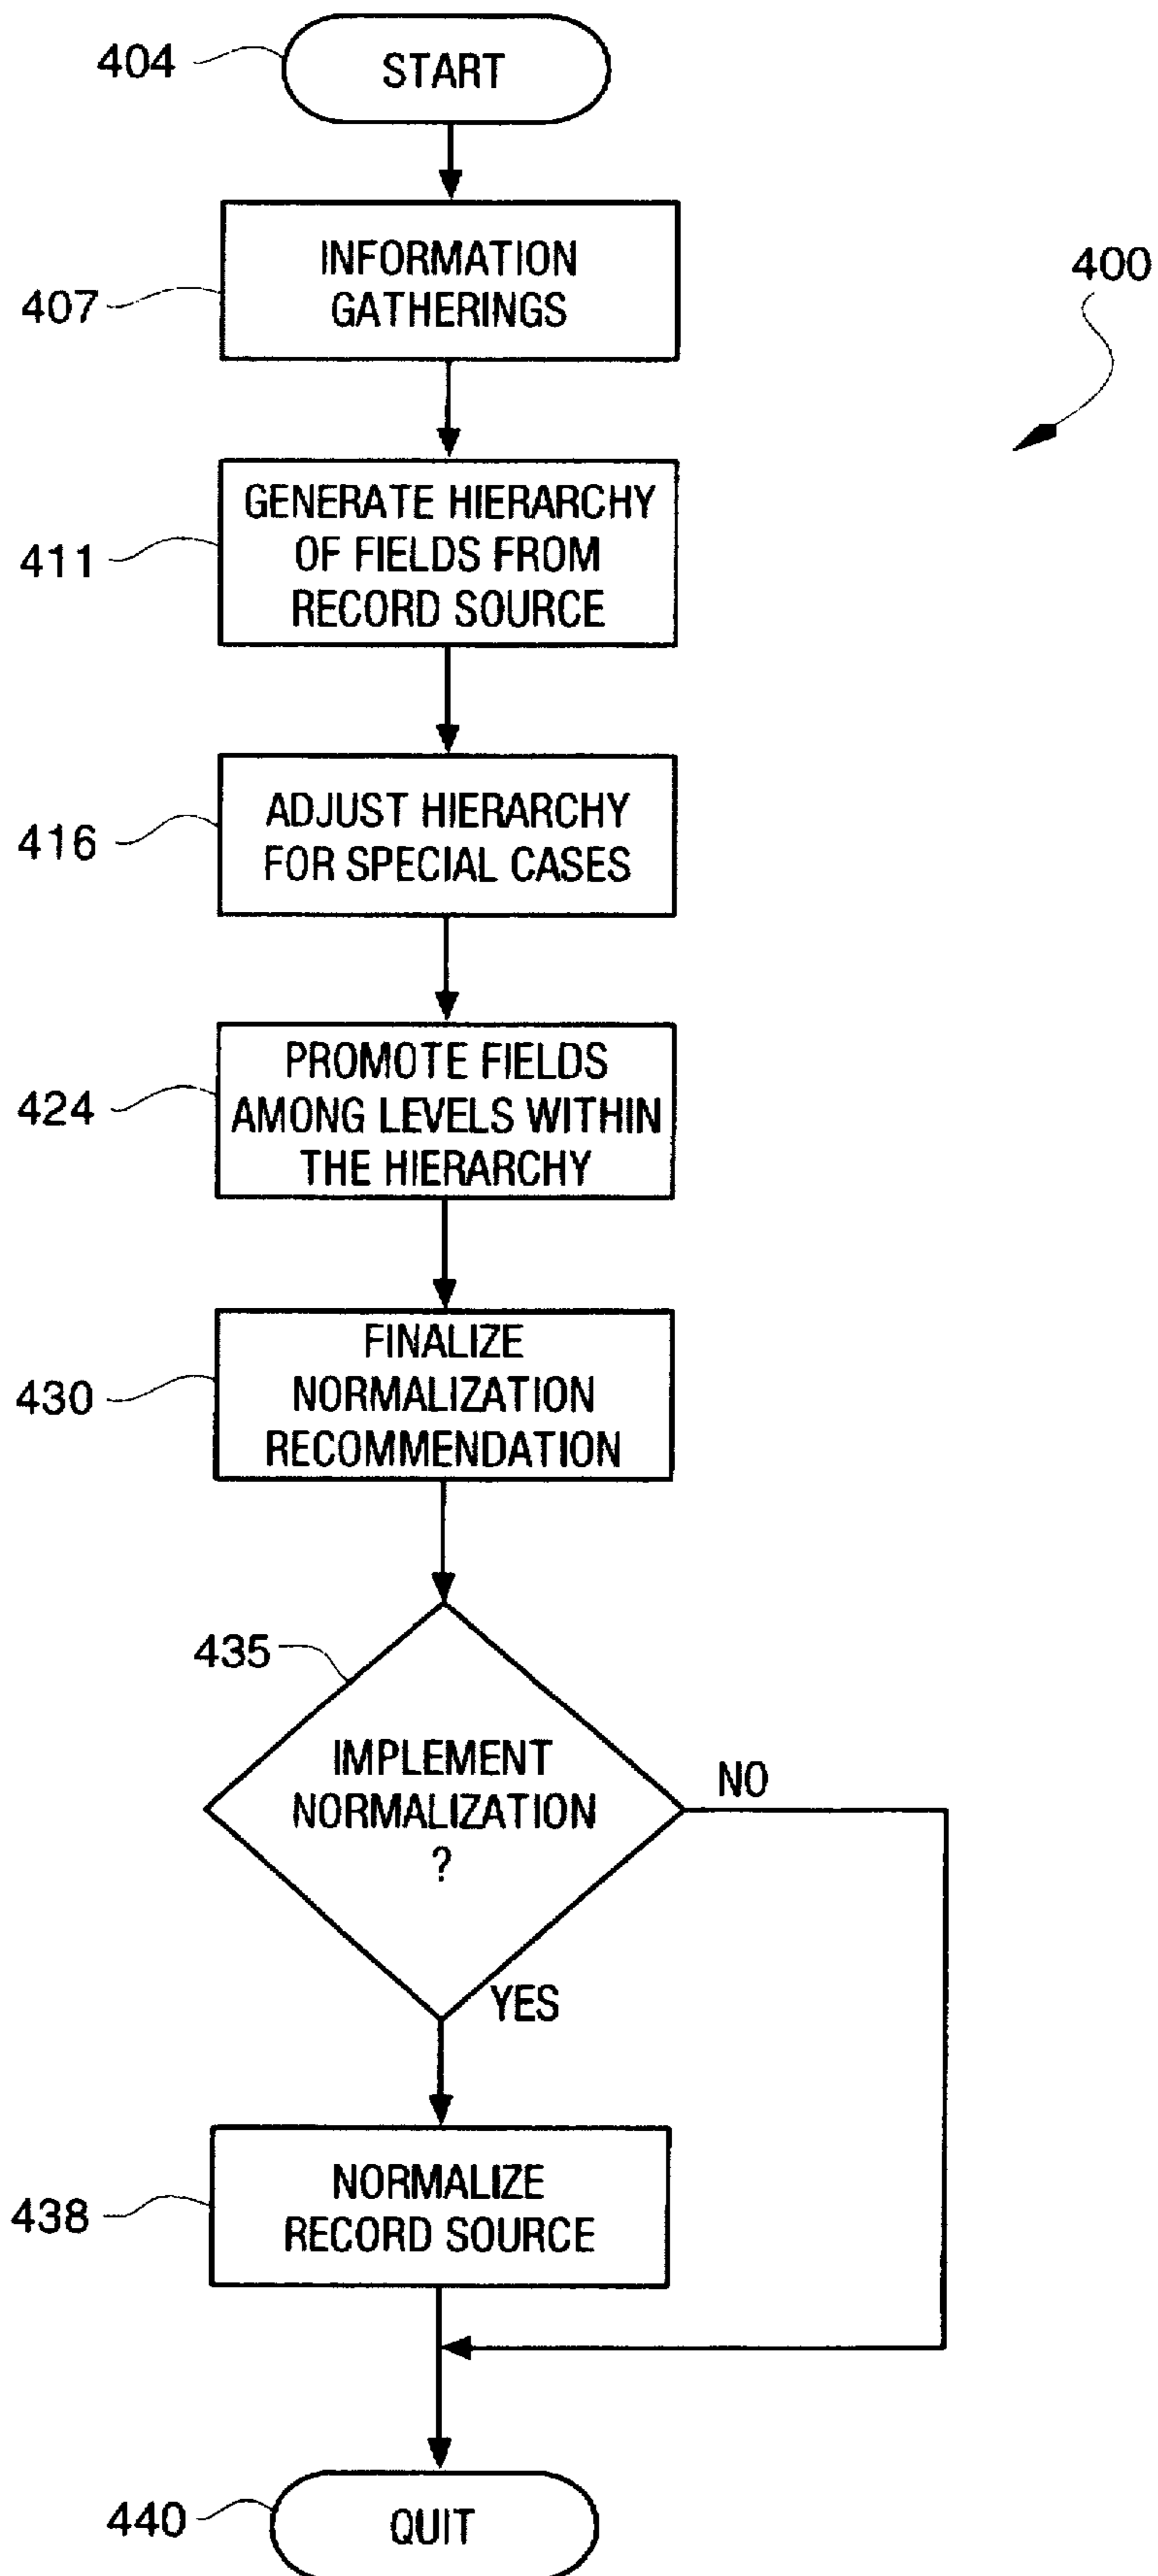 404
START
400
INFORMATION
GATHERINGS
407
GENERATE HIERARCHY
OF FIELDS FROM
RECORD SOURCE
411
ADJUST HIERARCHY
FOR SPECIAL CASES
416
PROMOTE FIELDS
AMONG LEVELS WITHIN
THE HIERARCHY
424
FINALIZE
NORMALIZATION
RECOMMENDATION
430
435
IMPLEMENT
NORMALIZATION
?
NO
YES
NORMALIZE
RECORD SOURCE
438
440
QUIT